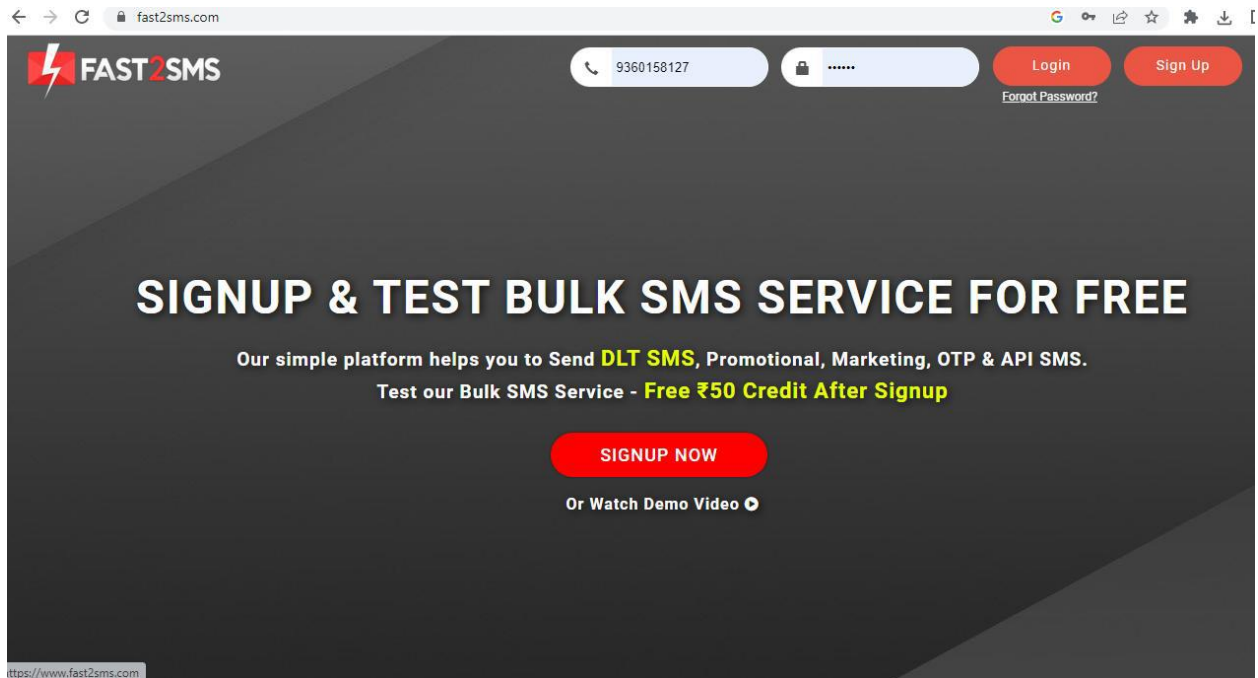 fast2sms.com
FAST2SMS
9360158127
••••••
Login
Sign Up
Forgot Password?
SIGNUP & TEST BULK SMS SERVICE FOR FREE
Our simple platform helps you to Send DLT SMS, Promotional, Marketing, OTP & API SMS.
Test our Bulk SMS Service - Free ₹50 Credit After Signup
SIGNUP NOW
Or Watch Demo Video
ttps://www.fast2sms.com